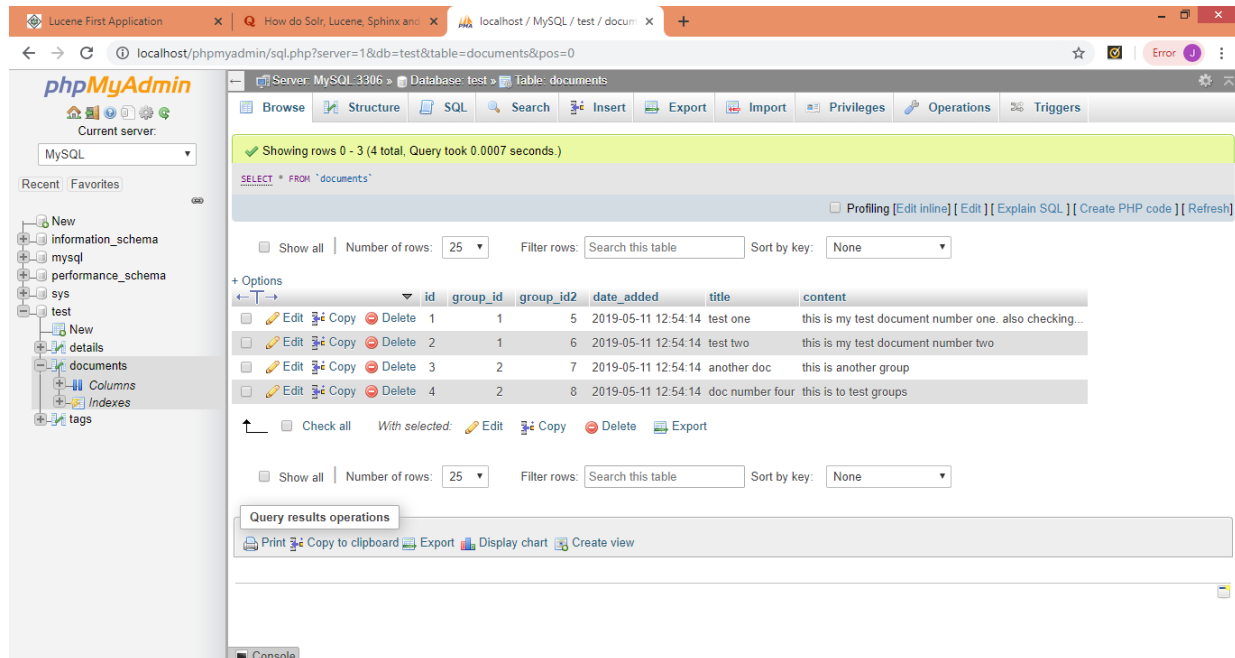 Lucene First Application
How do Solr, Lucene, Sphinx and
localhost / MySQL / test / docum
localhost/phpmyadmin/sql.php?server=1&db=test&table=documents&pos=0
Error J
phpMyAdmin
Current server:
MySQL
Recent Favorites
New
information_schema
mysql
performance_schema
sys
test
New
details
documents
Columns
Indexes
tags
Server: MySQL:3306 » Database: test » Table: documents
Browse Structure SQL Search Insert Export Import Privileges Operations Triggers
Showing rows 0 - 3 (4 total, Query took 0.0007 seconds.)
SELECT * FROM `documents`
Profiling [Edit inline] [ Edit ] [ Explain SQL ] [ Create PHP code ] [ Refresh]
Show all | Number of rows: 25 Filter rows: Search this table Sort by key: None
+ Options
←T→ id group_id group_id2 date_added title content
Edit Copy Delete 1 1 5 2019-05-11 12:54:14 test one this is my test document number one. also checking...
Edit Copy Delete 2 1 6 2019-05-11 12:54:14 test two this is my test document number two
Edit Copy Delete 3 2 7 2019-05-11 12:54:14 another doc this is another group
Edit Copy Delete 4 2 8 2019-05-11 12:54:14 doc number four this is to test groups
Check all With selected: Edit Copy Delete Export
Show all | Number of rows: 25 Filter rows: Search this table Sort by key: None
Query results operations
Print Copy to clipboard Export Display chart Create view
Console